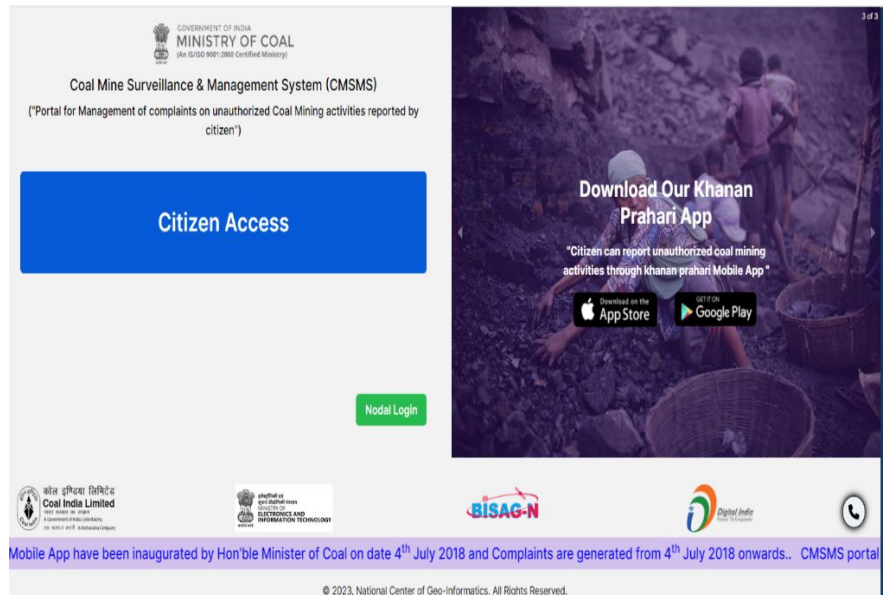 GOVERNMENT OF INDIA
MINISTRY OF COAL
(An IS/ISO 9001:2008 Certified Ministry)
Coal Mine Surveillance & Management System (CMSMS)
("Portal for Management of complaints on unauthorized Coal Mining activities reported by
citizen")
Citizen Access
Nodal Login
3 of 3
Download Our Khanan
Prahari App
"Citizen can report unauthorized coal mining
activities through khanan prahari Mobile App "
Download on the
App Store
GET IT ON
Google Play
कोल इण्डिया लिमिटेड
Coal India Limited
MINISTRY OF
ELECTRONICS AND
INFORMATION TECHNOLOGY
BISAG-N
Digital India
Power To Empower
Mobile App have been inaugurated by Hon'ble Minister of Coal on date 4th July 2018 and Complaints are generated from 4th July 2018 onwards.. CMSMS portal
© 2023, National Center of Geo-Informatics. All Rights Reserved.